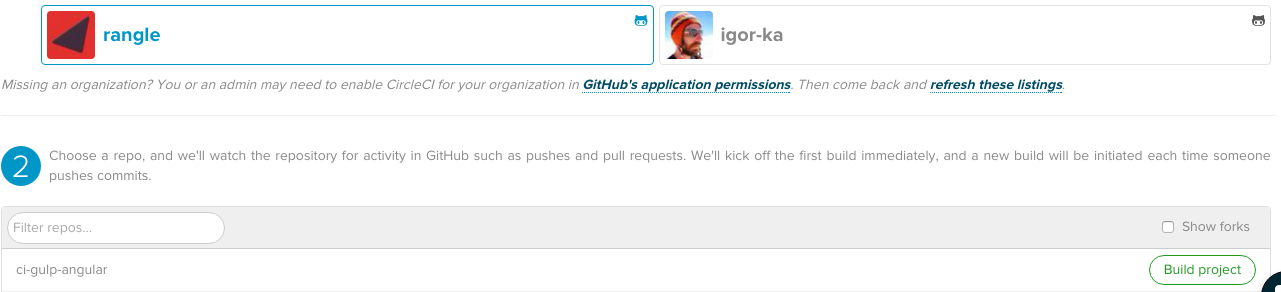 rangle
igor-ka
Missing an organization? You or an admin may need to enable CircleCI for your organization in GitHub's application permissions. Then come back and refresh these listings.
2
Choose a repo, and we'll watch the repository for activity in GitHub such as pushes and pull requests. We'll kick off the first build immediately, and a new build will be initiated each time someone
pushes commits.
Filter repos...
Show forks
ci-gulp-angular
Build project